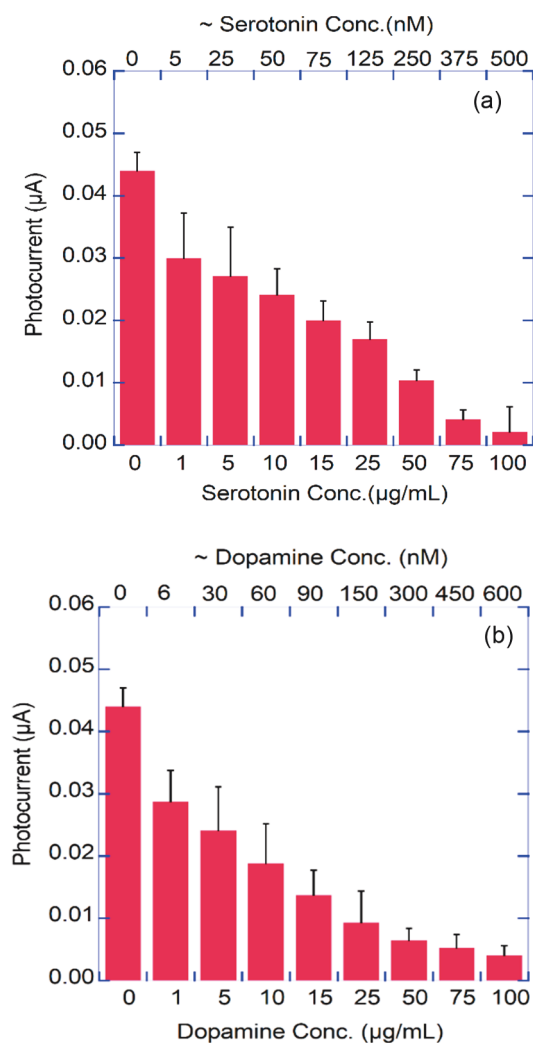 ~ Serotonin Conc.(nM)
0 5 25 50 75 125 250 375 500
(a)
0.06
0.05
0.04
0.03
0.02
0.01
0.00
Photocurrent (µA)
0 1 5 10 15 25 50 75 100
Serotonin Conc.(µg/mL)
~ Dopamine Conc. (nM)
0 6 30 60 90 150 300 450 600
(b)
0.06
0.05
0.04
0.03
0.02
0.01
0.00
Photocurrent (µA)
0 1 5 10 15 25 50 75 100
Dopamine Conc. (µg/mL)